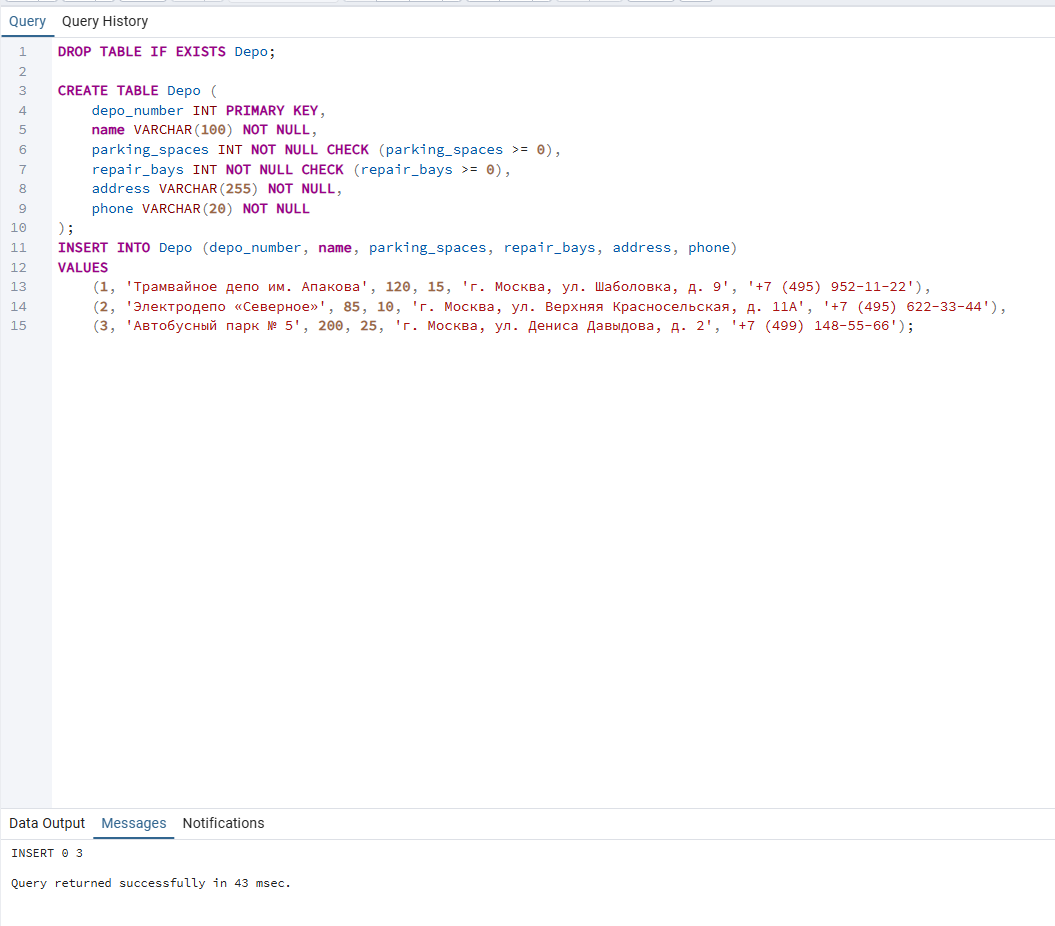 Query Query History
1 DROP TABLE IF EXISTS Depo;
2
3 CREATE TABLE Depo (
4 depo_number INT PRIMARY KEY,
5 name VARCHAR(100) NOT NULL,
6 parking_spaces INT NOT NULL CHECK (parking_spaces >= 0),
7 repair_bays INT NOT NULL CHECK (repair_bays >= 0),
8 address VARCHAR(255) NOT NULL,
9 phone VARCHAR(20) NOT NULL
10 );
11 INSERT INTO Depo (depo_number, name, parking_spaces, repair_bays, address, phone)
12 VALUES
13 (1, 'Трамвайное депо им. Апакова', 120, 15, 'г. Москва, ул. Шаболовка, д. 9', '+7 (495) 952-11-22'),
14 (2, 'Электродепо «Северное»', 85, 10, 'г. Москва, ул. Верхняя Красносельская, д. 11А', '+7 (495) 622-33-44'),
15 (3, 'Автобусный парк № 5', 200, 25, 'г. Москва, ул. Дениса Давыдова, д. 2', '+7 (499) 148-55-66');
Data Output Messages Notifications
INSERT 0 3
Query returned successfully in 43 msec.